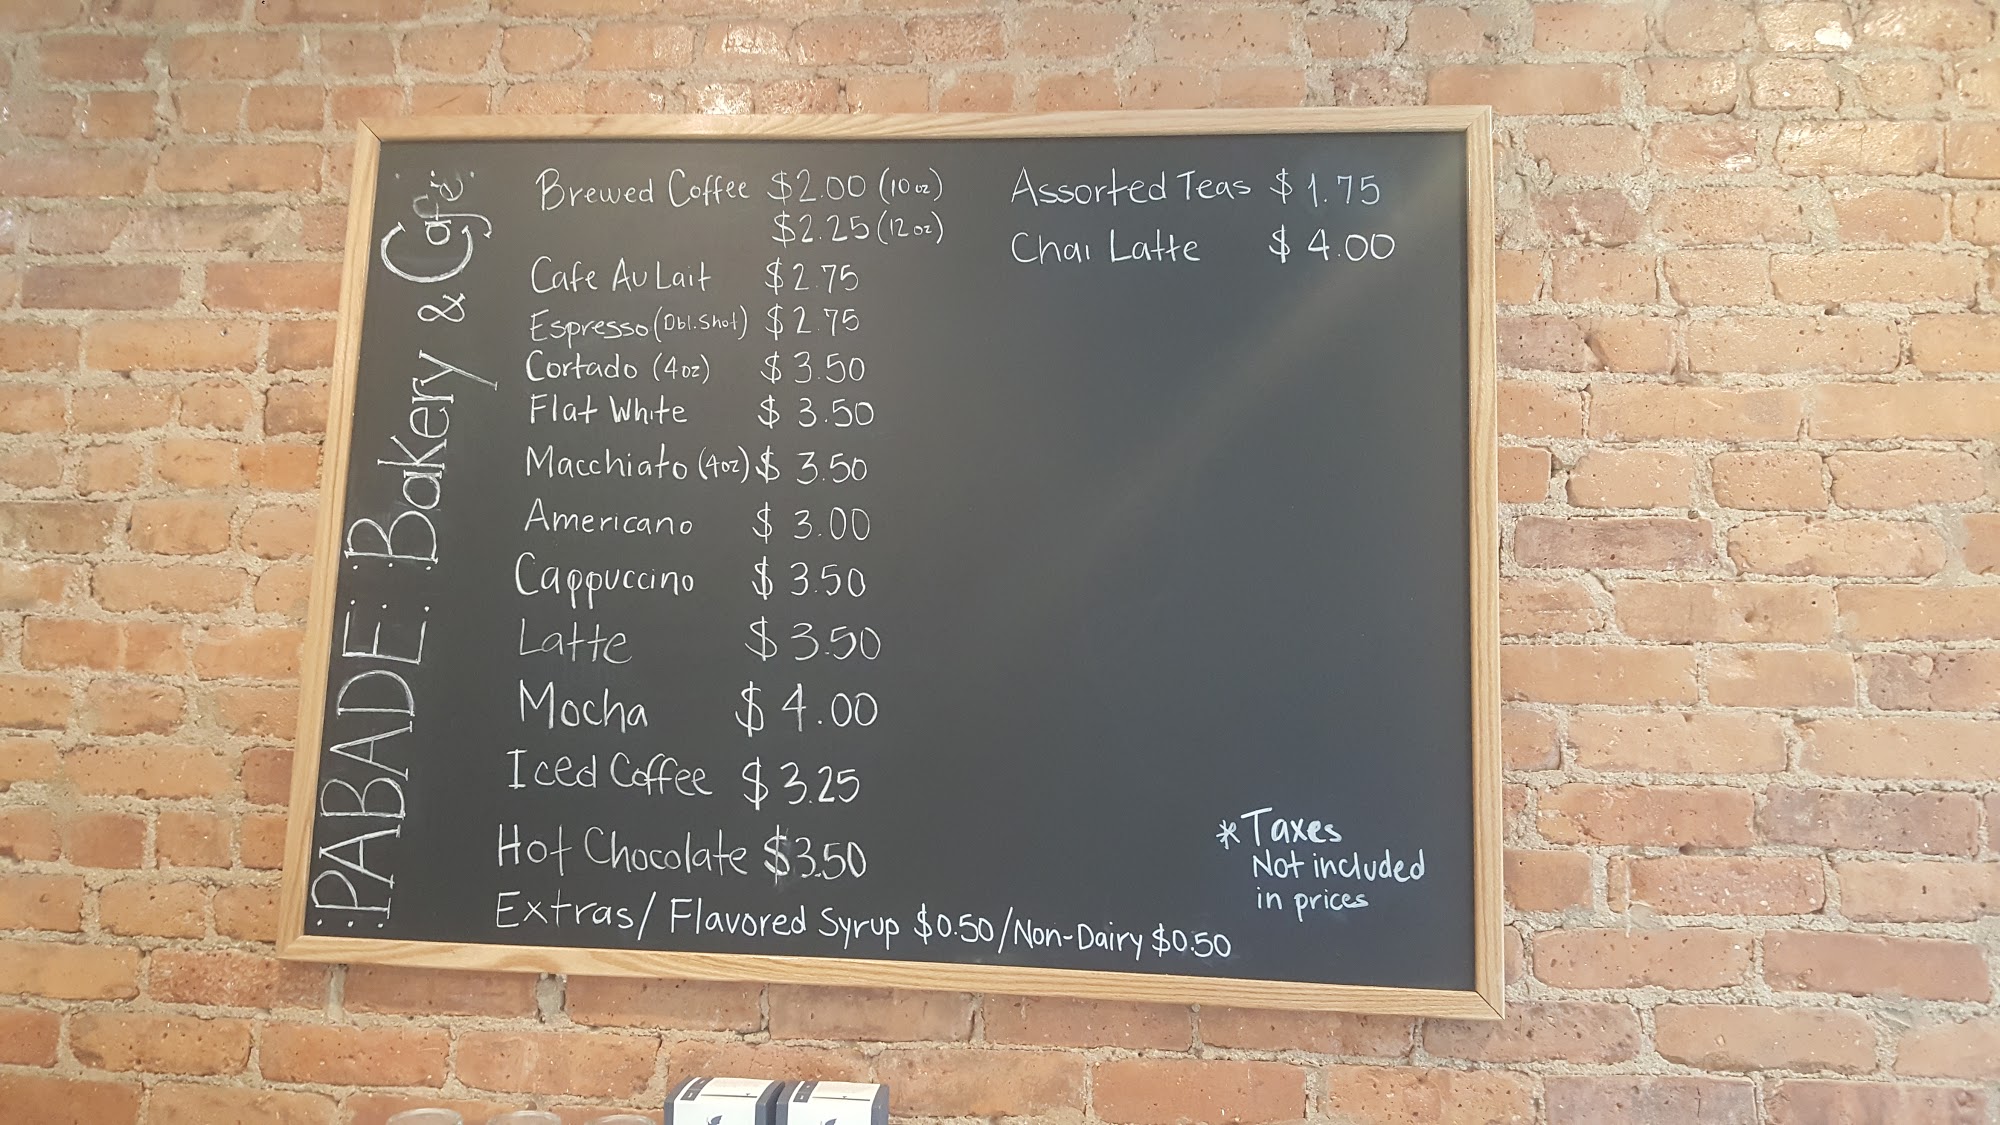 :PABADE: Bakery & Café:
Brewed Coffee $2.00 (10oz)
$2.25 (12oz)
Cafe Au Lait $2.75
Espresso (Dbl.Shot) $2.75
Cortado (4oz) $3.50
Flat White $3.50
Macchiato (4oz) $3.50
Americano $3.00
Cappuccino $3.50
Latte $3.50
Mocha $4.00
Iced Coffee $3.25
Hot Chocolate $3.50
Extras/ Flavored Syrup $0.50/Non-Dairy $0.50
Assorted Teas $1.75
Chai Latte $4.00
*Taxes
Not included
in prices